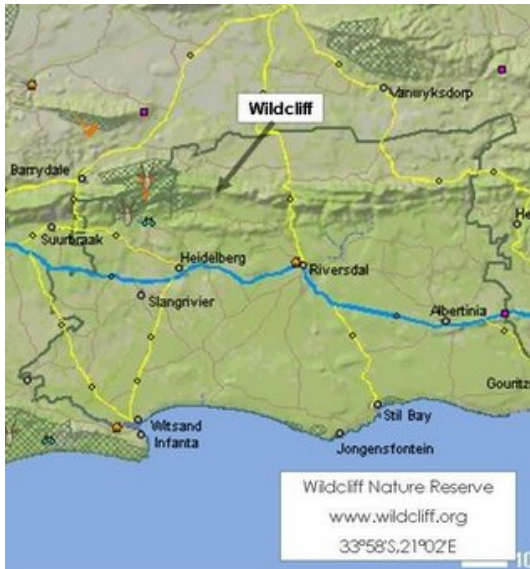 Vanwyksdorp
Wildcliff
Barrydale
Suurbraak
Heidelberg
Riversdal
Slangrivier
Albertinia
Gouritz
Stil Bay
Witsand
Infanta
Jongensfontein
Wildcliff Nature Reserve
www.wildcliff.org
33°58'S,21°02'E